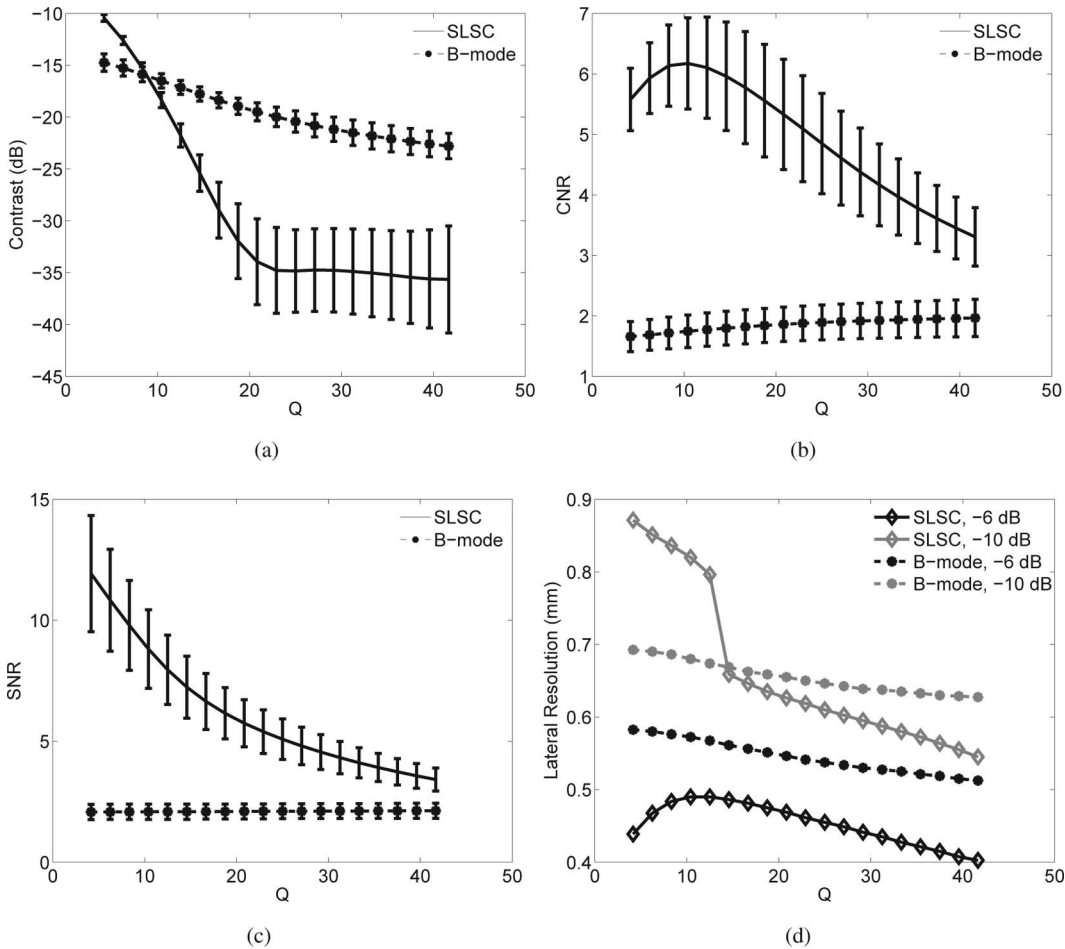 −10
−15
−20
−25
−30
−35
−40
−45
Contrast (dB)
0 10 20 30 40 50
Q
SLSC
B−mode
(a)
7
6
5
4
3
2
1
CNR
0 10 20 30 40 50
Q
SLSC
B−mode
(b)
15
10
5
0
SNR
0 10 20 30 40 50
Q
SLSC
B−mode
(c)
0.9
0.8
0.7
0.6
0.5
0.4
Lateral Resolution (mm)
0 10 20 30 40 50
Q
SLSC, −6 dB
SLSC, −10 dB
B−mode, −6 dB
B−mode, −10 dB
(d)